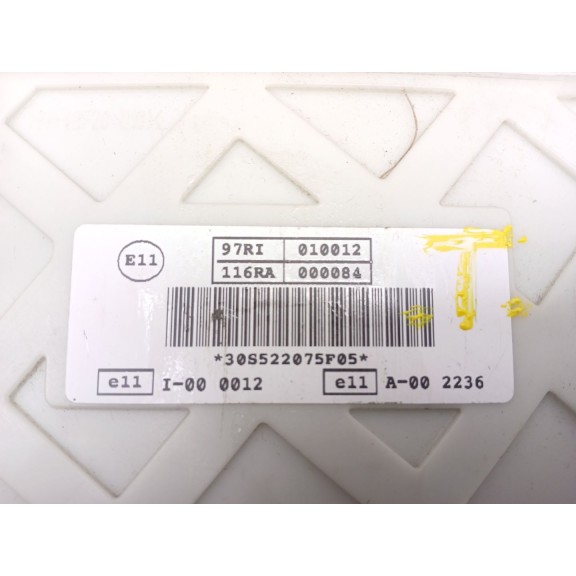 E11
97RI 010012
116RA 000084
T
*30S522075F05*
e11 I-00 0012 e11 A-00 2236